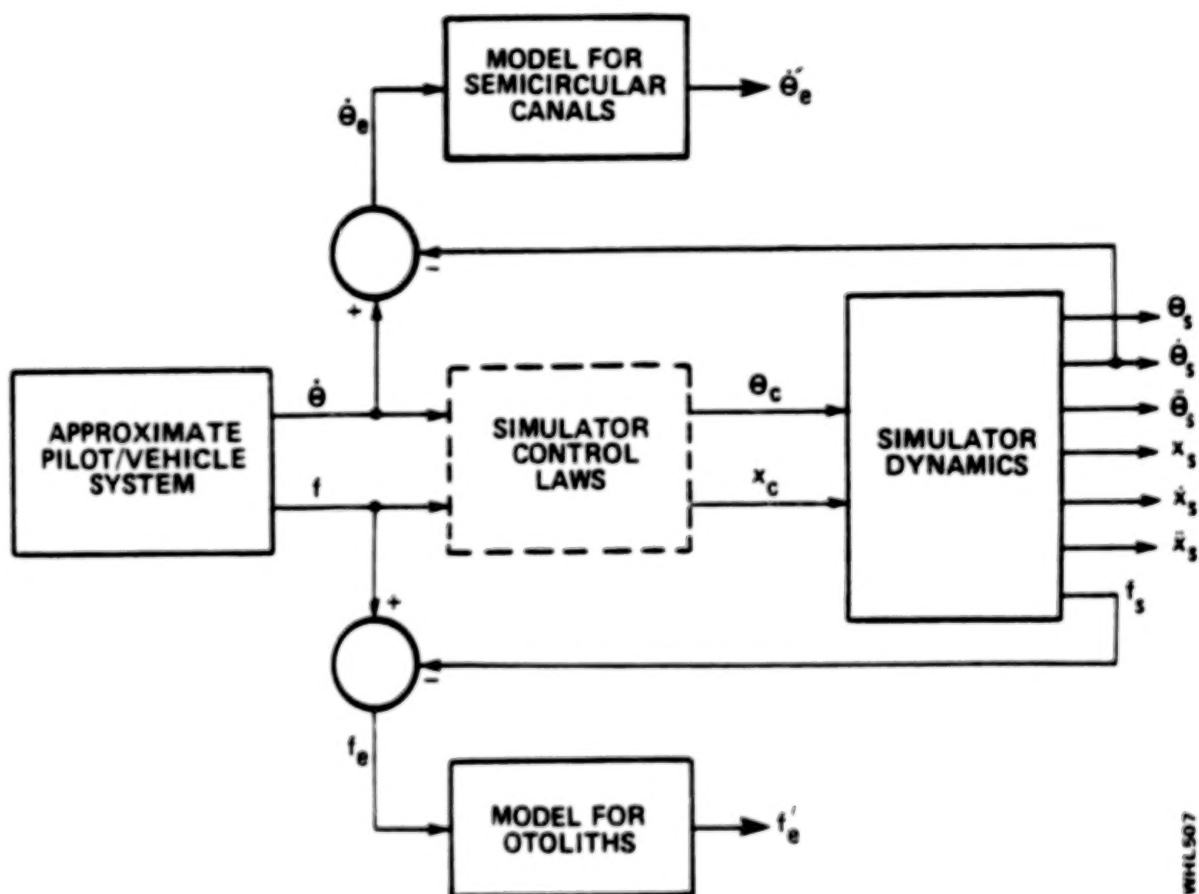 MODEL FOR
SEMICIRCULAR
CANALS
θ̇e′
θ̇e
−
+
θs
θ̇s
θ̈s
xs
ẋs
ẍs
fs
APPROXIMATE
PILOT/VEHICLE
SYSTEM
θ̇
f
SIMULATOR
CONTROL
LAWS
θc
xc
SIMULATOR
DYNAMICS
+
−
fe
MODEL FOR
OTOLITHS
fe′